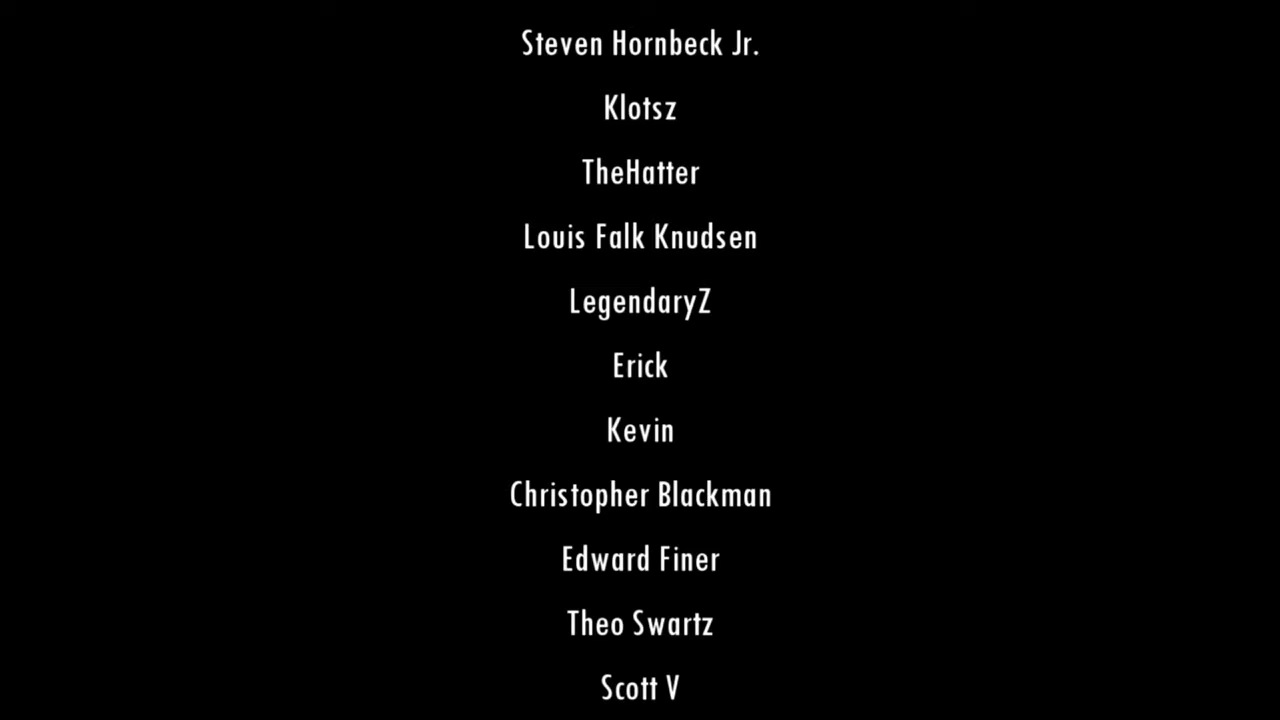 Steven Hornbeck Jr.
Klotsz
TheHatter
Louis Falk Knudsen
LegendaryZ
Erick
Kevin
Christopher Blackman
Edward Finer
Theo Swartz
Scott V